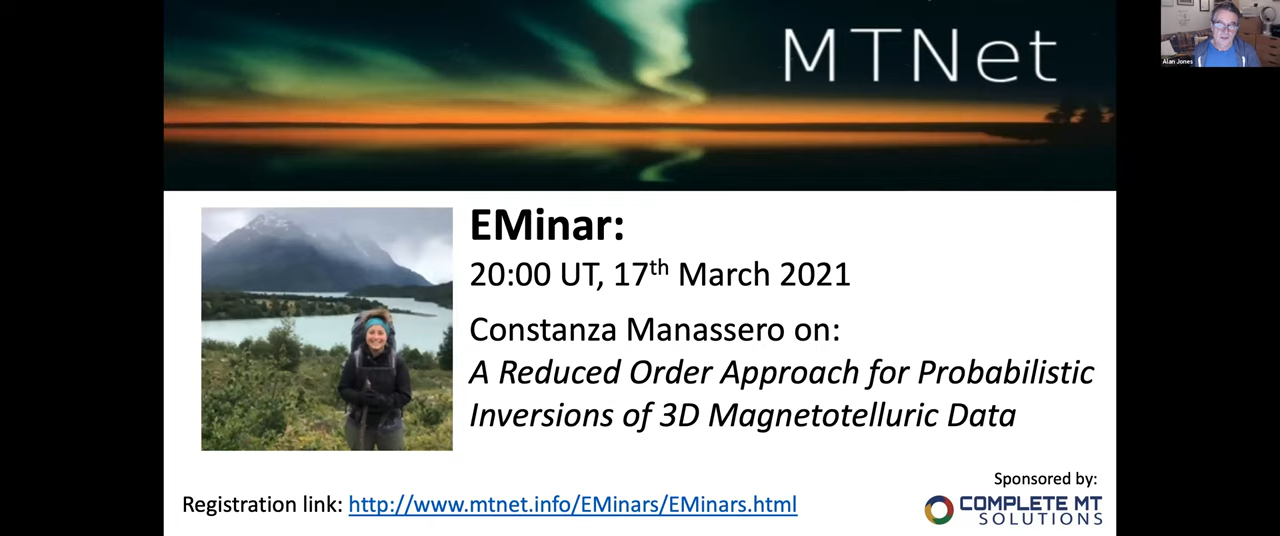 MTNet
Alan Jones
EMinar:
20:00 UT, 17th March 2021
Constanza Manassero on:
A Reduced Order Approach for Probabilistic
Inversions of 3D Magnetotelluric Data
Sponsored by:
Registration link: http://www.mtnet.info/EMinars/EMinars.html
COMPLETE MT
SOLUTIONS